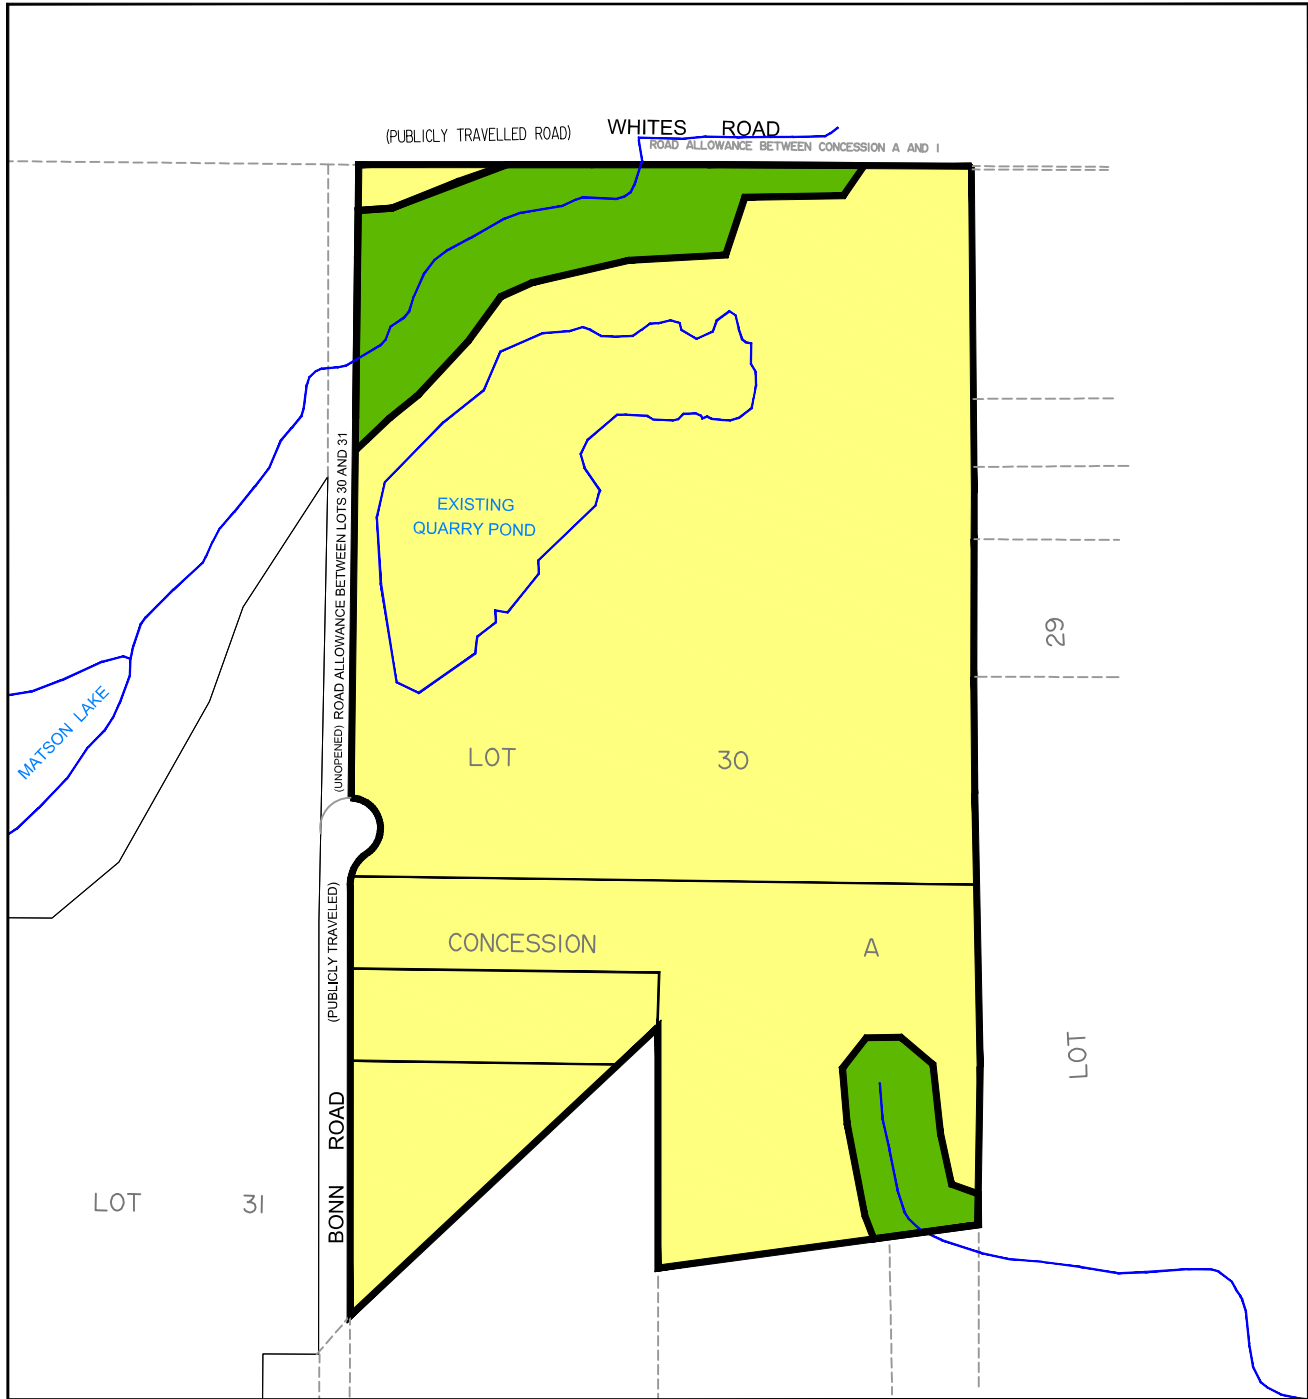 (PUBLICLY TRAVELLED ROAD) WHITES ROAD
ROAD ALLOWANCE BETWEEN CONCESSION A AND I
(UNOPENED) ROAD ALLOWANCE BETWEEN LOTS 30 AND 31
EXISTING
QUARRY POND
29
MATSON LAKE
LOT 30
(PUBLICLY TRAVELED)
CONCESSION A
LOT
BONN ROAD
LOT 31